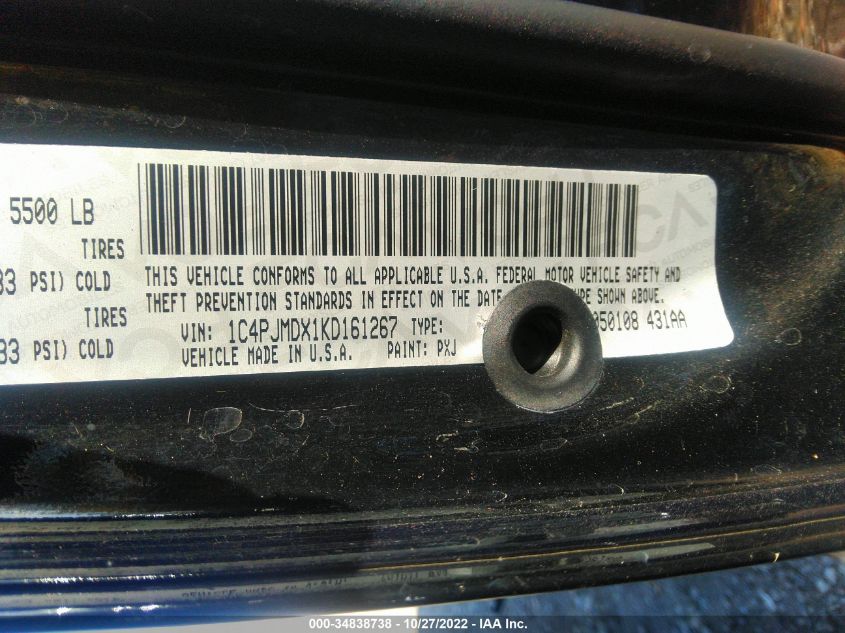 5500 LB
TIRES
33 PSI) COLD
TIRES
33 PSI) COLD
THIS VEHICLE CONFORMS TO ALL APPLICABLE U.S.A. FEDERAL MOTOR VEHICLE SAFETY AND
THEFT PREVENTION STANDARDS IN EFFECT ON THE DATE SHOWN ABOVE.
VIN: 1C4PJMDX1KD161267 TYPE: 050108 431AA
VEHICLE MADE IN U.S.A. PAINT: PXJ
000-34838738 - 10/27/2022 - IAA Inc.